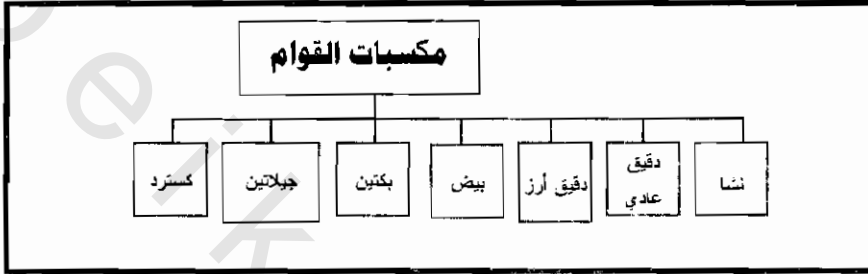 مكسبات القوام
نشا
دقيق
عادي
دقيق أرز
بيض
بكتين
جيلاتين
كسترد